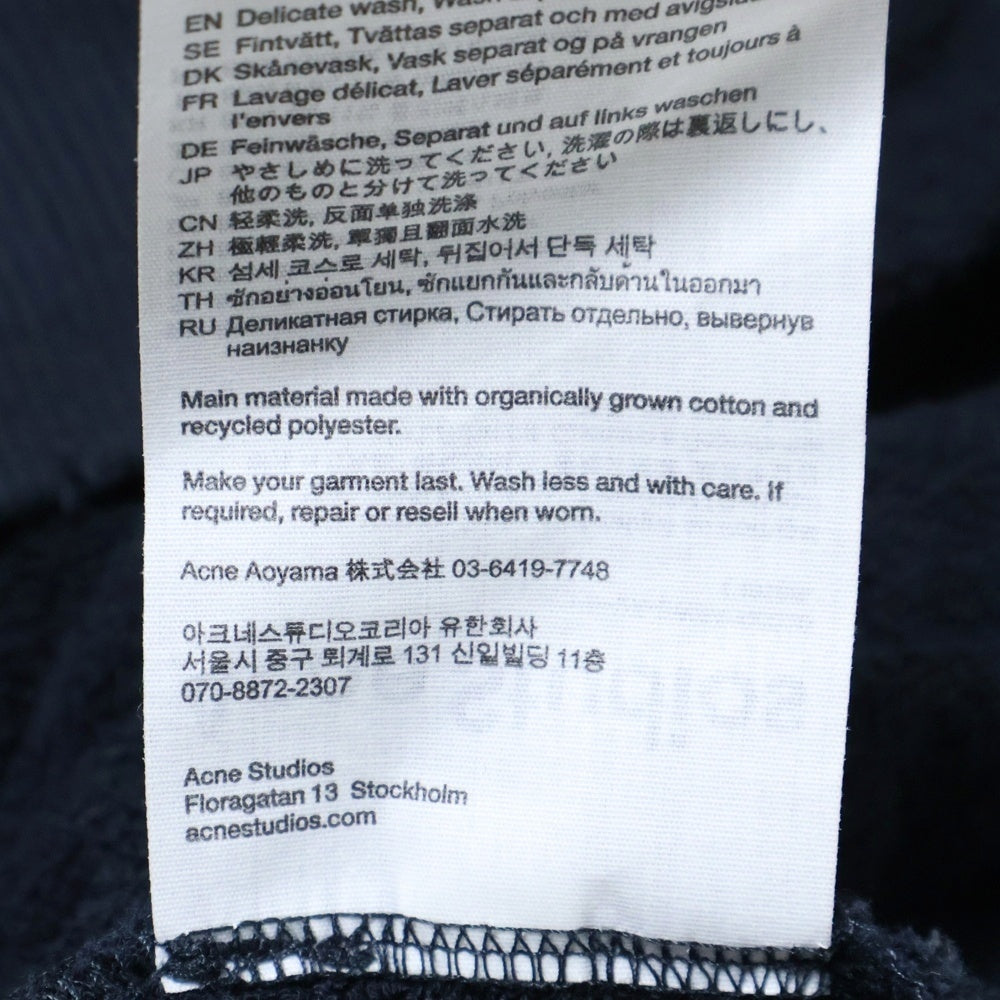 EN Delicate wash, Wash
SE Fintvätt, Tvättas separat och med
DK Skånevask, Vask separat og på vrangen
FR Lavage délicat, Laver séparément et toujours à
l'envers
DE Feinwäsche, Separat und auf links waschen
JP やさしめに洗ってください, 洗濯の際は裏返しにし、
他のものと分けて洗ってください
CN 轻柔洗, 反面单独洗涤
ZH 極輕柔洗, 單獨且翻面水洗
KR 섬세 코스로 세탁, 뒤집어서 단독 세탁
TH ซักอย่างอ่อนโยน, ซักแยกกันและกลับด้านในออกมา
RU Деликатная стирка, Стирать отдельно, вывернув
наизнанку
Main material made with organically grown cotton and
recycled polyester.
Make your garment last. Wash less and with care. If
required, repair or resell when worn.
Acne Aoyama 株式会社 03-6419-7748
아크네스튜디오코리아 유한회사
서울시 중구 퇴계로 131 신일빌딩 11층
070-8872-2307
Acne Studios
Floragatan 13 Stockholm
acnestudios.com